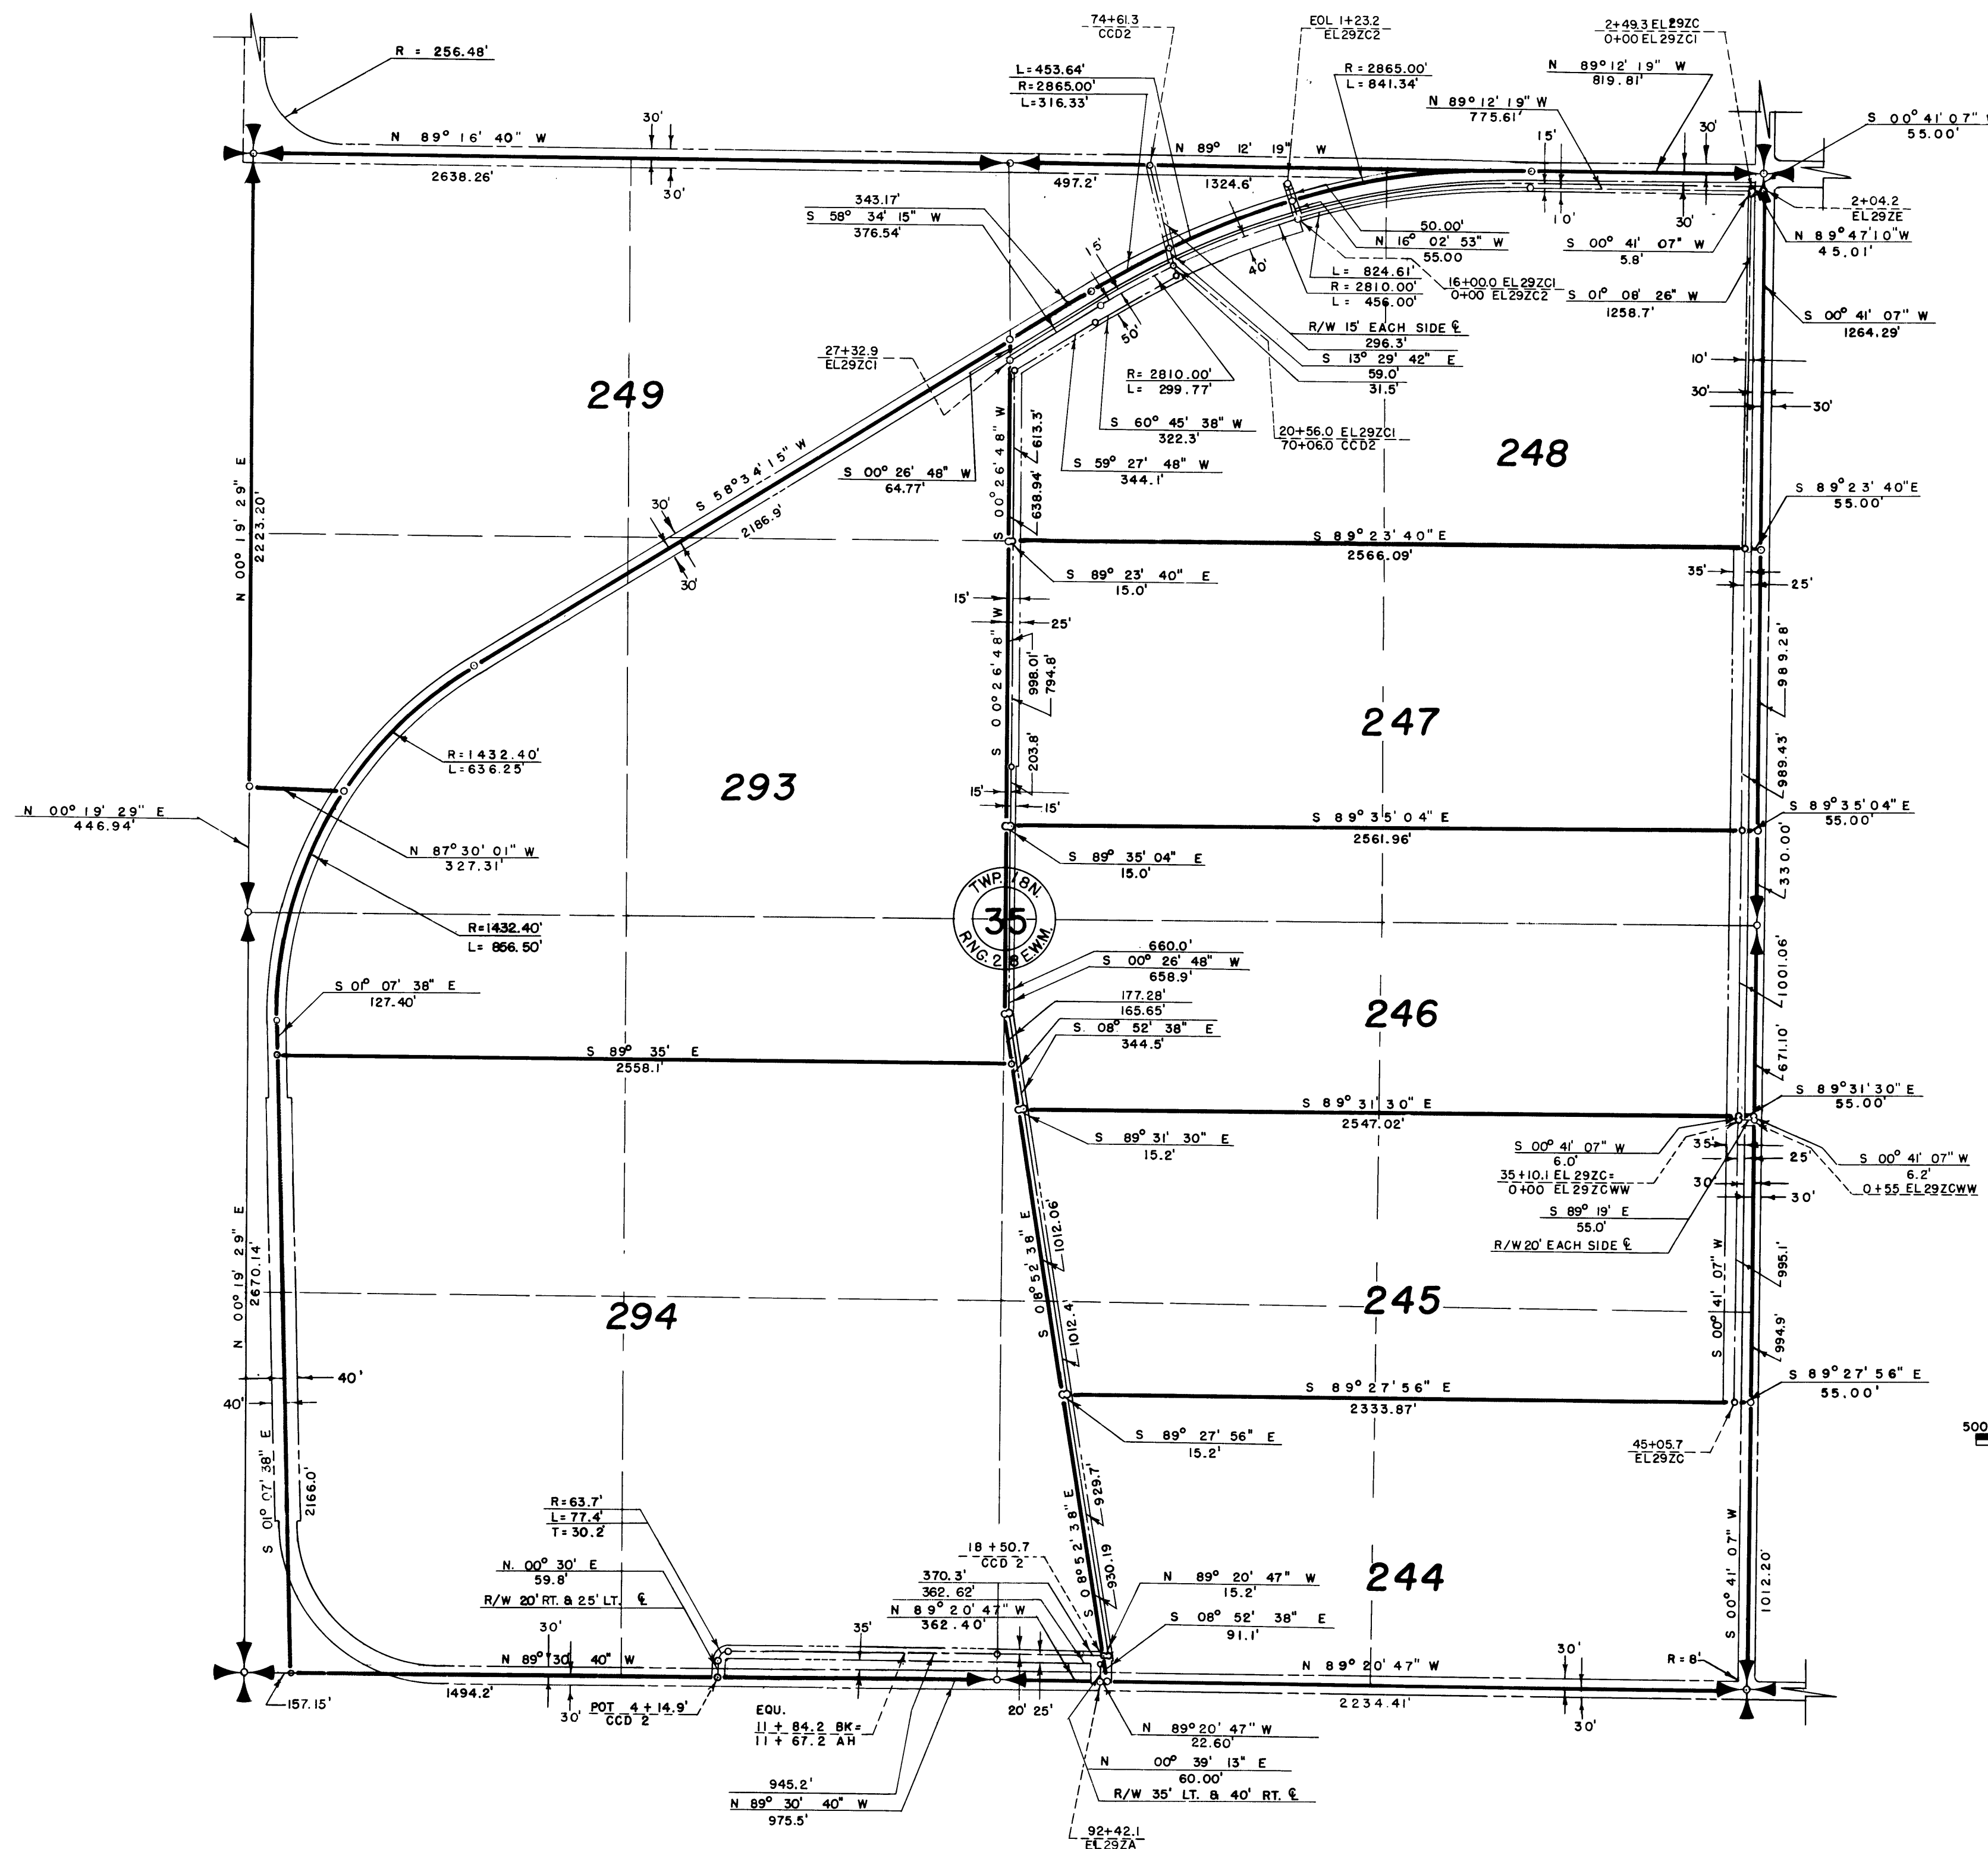 74+61.3
CCD2
EOL 1+23.2
EL29ZC2
2+49.3 EL29ZC
0+00 EL29ZC1
R = 256.48'
L=453.64'
R=2865.00'
L=316.33'
R=2865.00'
L=841.34'
N 89°12' 19" W
819.81'
N 89°12' 19" W
775.61'
S 00° 41' 07" W
55.00'
N 89° 16' 40" W
2638.26'
30'
30'
N 89° 12' 19" W
497.2'
1324.6'
15'
10'
30'
30'
2+04.2
EL29ZE
N 89°47'10"W
45.01'
343.17'
S 58° 34' 15" W
376.54'
15'
40'
50'
50.00'
N 16° 02' 53" W
55.00
S 00° 41' 07" W
5.8'
L= 824.61'
R=2810.00'
L= 456.00'
16+00.0 EL29ZC1
0+00 EL29ZC2
S 01° 08' 26" W
1258.7'
S 00° 41' 07" W
1264.29'
R/W 15' EACH SIDE ℄
296.3'
S 13° 29' 42" E
59.0'
31.5'
27+32.9
EL29ZC1
249
R=2810.00'
L= 299.77'
10'
30'
30'
S 60° 45' 38" W
322.3'
20+56.0 EL29ZC1
70+06.0 CCD2
248
S 59° 27' 48" W
344.1'
S 00° 26' 48" W
64.77'
S 00°26'48" W
613.3'
638.94'
N 00°19' 29" E
2223.20'
S 58°34' 15" W
2186.9'
30'
30'
S 89°23' 40"E
55.00'
S 89°23' 40"E
2566.09'
S 89° 23' 40" E
15.0'
35'
25'
15'
25'
S 00°26'48" W
998.01'
794.8'
203.8'
989.28'
989.43'
247
R=1432.40'
L=636.25'
293
15'
15'
N 00° 19' 29" E
446.94'
N 87°30' 01" W
327.31'
S 89°35'04" E
2561.96'
S 89°35'04"E
55.00'
S 89° 35' 04" E
15.0'
330.00'
TWP. 18N.
35
RNG. 28 E.W.M.
R=1432.40'
L= 856.50'
660.0'
S 00° 26' 48" W
658.9'
S 01° 07' 38" E
127.40'
177.28'
165.65'
S. 08° 52' 38" E
344.5'
246
1001.06'
671.10'
S 89° 35' E
2558.1'
S 89°31' 30" E
2547.02'
S 89°31'30"E
55.00'
S 89° 31' 30" E
15.2'
S 00° 41' 07" W
6.0'
35+10.1 EL 29ZC=
0+00 EL29ZCWW
35'
25'
30'
30'
S 00° 41' 07" W
6.2'
0+55 EL29ZCWW
S 89° 19' E
55.0'
R/W 20' EACH SIDE ℄
N 00°19' 29" E
2670.14'
S 08°52' 38" E
1012.06'
1012.4
S 00° 41' 07" W
995.1'
994.9'
294
245
40'
40'
S 89°27'56" E
2333.87'
S 89°27'56" E
55.00'
S 89° 27' 56" E
15.2'
45+05.7
EL29ZC
500
S 01° 07' 38" E
2166.0'
R=63.7'
L=77.4'
T=30.2'
S 08°52' 38" E
929.7'
930.19
S 00° 41' 07" W
1012.20'
N. 00° 30' E
59.8'
R/W 20' RT. & 25' LT. ℄
18 +50.7
CCD 2
370.3'
362.62'
N 89°20'47" W
362.40'
244
N 89° 20' 47" W
15.2'
S 08° 52' 38" E
91.1'
30'
35'
N 89° 30' 40" W
N 89°20'47" W
30'
R=8'
157.15'
1494.2'
30'
POT 4+14.9'
CCD 2
EQU.
11 + 84.2 BK=
11 + 67.2 AH
20'
25'
2234.41'
30'
N 89°20' 47" W
22.60'
N 00° 39' 13" E
60.00'
R/W 35' LT. & 40' RT. ℄
945.2'
N 89° 30' 40" W
975.5'
92+42.1
EL29ZA